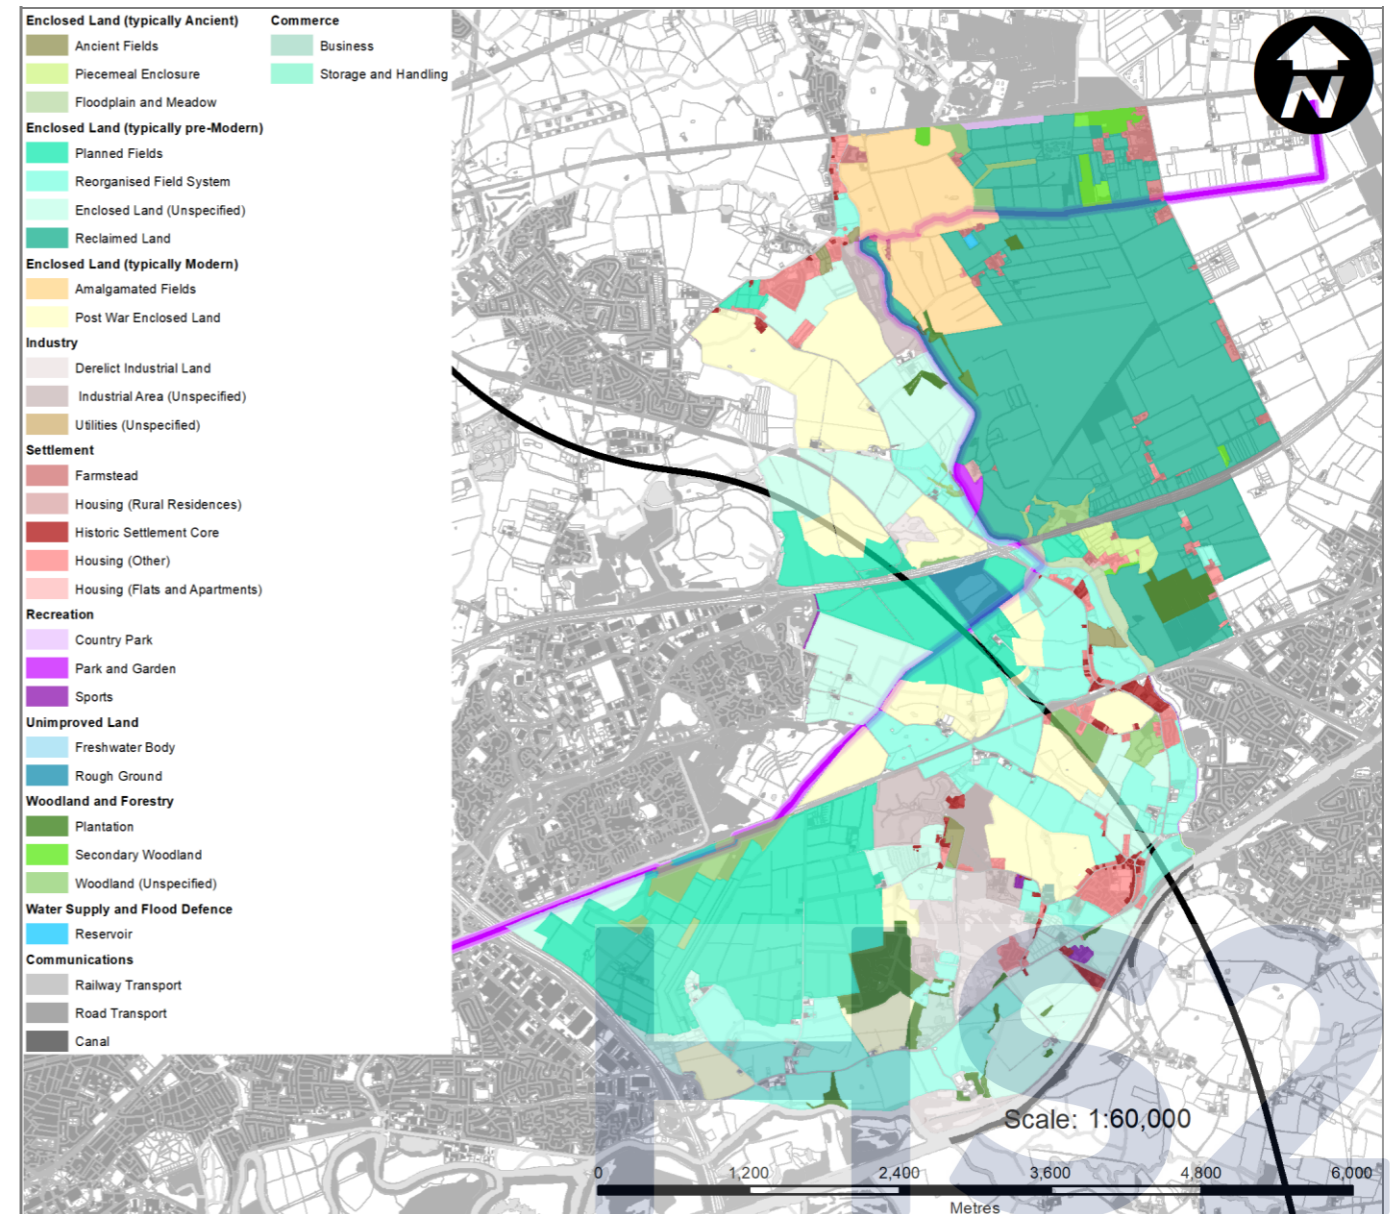 Enclosed Land (typically Ancient)
Ancient Fields
Piecemeal Enclosure
Floodplain and Meadow
Enclosed Land (typically pre-Modern)
Planned Fields
Reorganised Field System
Enclosed Land (Unspecified)
Reclaimed Land
Enclosed Land (typically Modern)
Amalgamated Fields
Post War Enclosed Land
Industry
Derelict Industrial Land
Industrial Area (Unspecified)
Utilities (Unspecified)
Settlement
Farmstead
Housing (Rural Residences)
Historic Settlement Core
Housing (Other)
Housing (Flats and Apartments)
Recreation
Country Park
Park and Garden
Sports
Unimproved Land
Freshwater Body
Rough Ground
Woodland and Forestry
Plantation
Secondary Woodland
Woodland (Unspecified)
Water Supply and Flood Defence
Reservoir
Communications
Railway Transport
Road Transport
Canal
Commerce
Business
Storage and Handling
N
HS2
Scale: 1:60,000
0 1,200 2,400 3,600 4,800 6,000
Metres